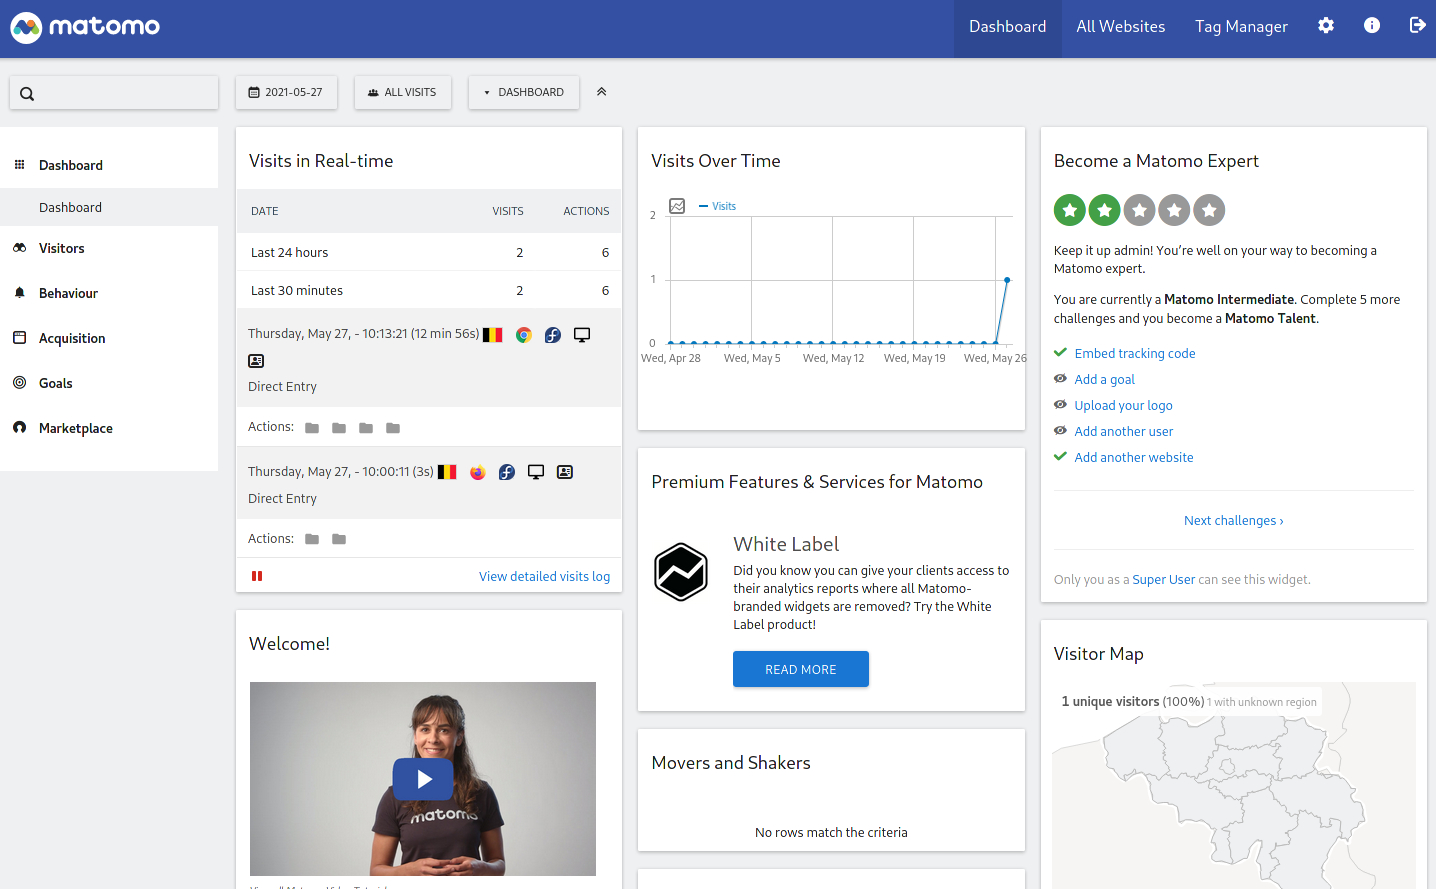 matomo
Dashboard
All Websites
Tag Manager
2021-05-27
ALL VISITS
DASHBOARD
Dashboard
Dashboard
Visitors
Behaviour
Acquisition
Goals
Marketplace
Visits in Real-time
DATE VISITS ACTIONS
Last 24 hours 2 6
Last 30 minutes 2 6
Thursday, May 27, - 10:13:21 (12 min 56s)
Direct Entry
Actions:
Thursday, May 27, - 10:00:11 (3s)
Direct Entry
Actions:
View detailed visits log
Welcome!
matomo
Visits Over Time
Visits
2
1
0
Wed, Apr 28 Wed, May 5 Wed, May 12 Wed, May 19 Wed, May 26
Premium Features & Services for Matomo
White Label
Did you know you can give your clients access to
their analytics reports where all Matomo-
branded widgets are removed? Try the White
Label product!
READ MORE
Movers and Shakers
No rows match the criteria
Become a Matomo Expert
Keep it up admin! You’re well on your way to becoming a
Matomo expert.
You are currently a Matomo Intermediate. Complete 5 more
challenges and you become a Matomo Talent.
Embed tracking code
Add a goal
Upload your logo
Add another user
Add another website
Next challenges ›
Only you as a Super User can see this widget.
Visitor Map
1 unique visitors (100%) 1 with unknown region